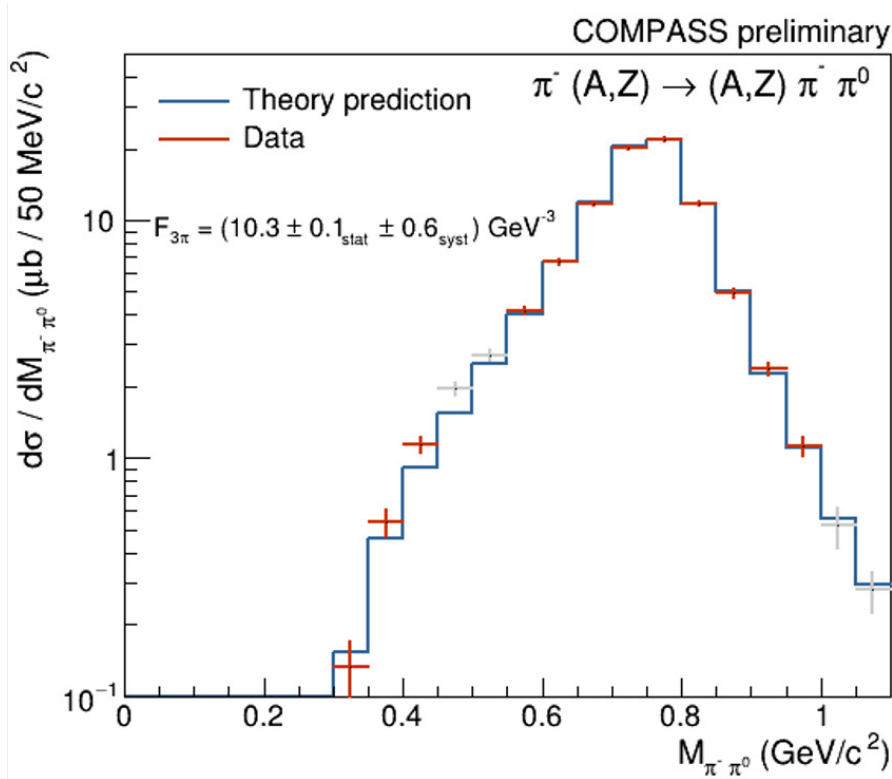 COMPASS preliminary
π⁻ (A,Z) → (A,Z) π⁻ π⁰
Theory prediction
Data
F₃π = (10.3 ± 0.1stat ± 0.6syst) GeV⁻³
dσ / dMπ⁻ π⁰ (μb / 50 MeV/c²)
10
1
10⁻¹
0 0.2 0.4 0.6 0.8 1
Mπ⁻ π⁰ (GeV/c²)